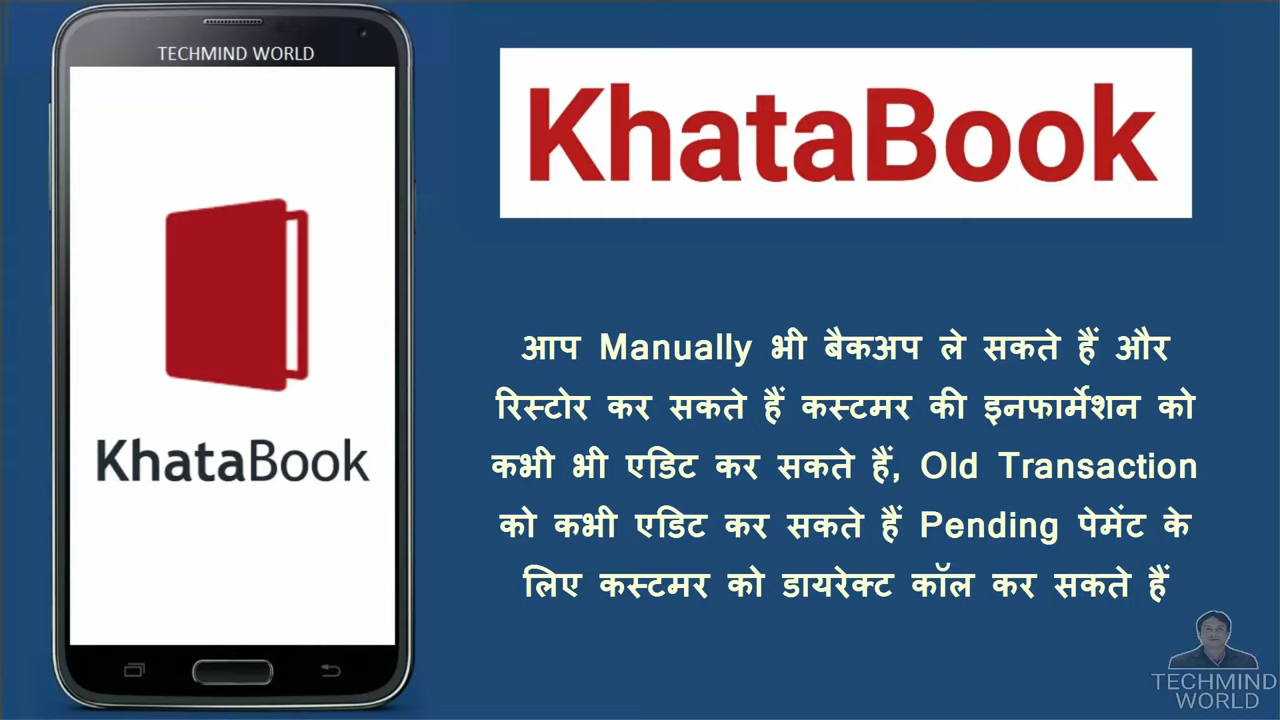 TECHMIND WORLD
KhataBook
KhataBook
आप Manually भी बैकअप ले सकते हैं और
रिस्टोर कर सकते हैं कस्टमर की इनफार्मेशन को
कभी भी एडिट कर सकते हैं, Old Transaction
को कभी एडिट कर सकते हैं Pending पेमेंट के
लिए कस्टमर को डायरेक्ट कॉल कर सकते हैं
TECHMIND
WORLD